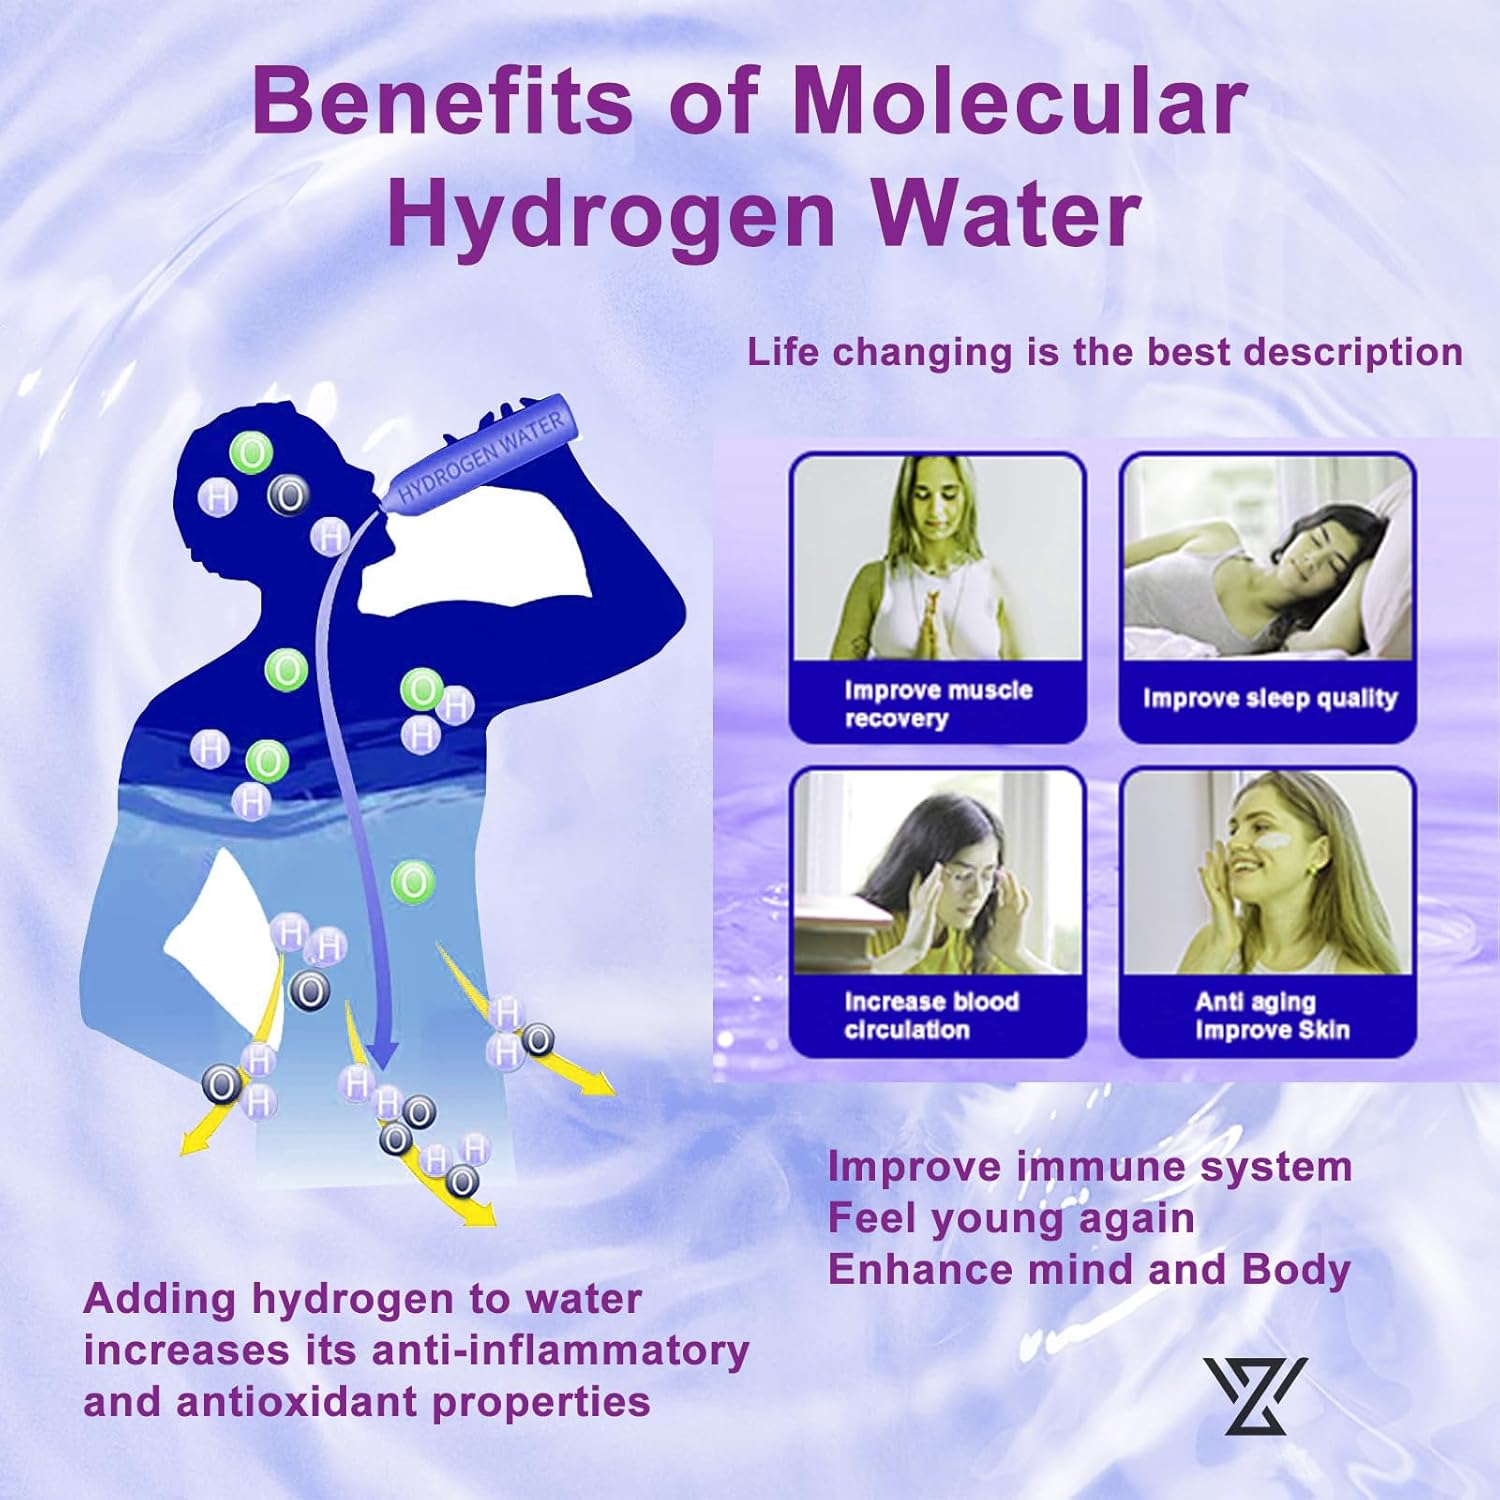 Benefits of Molecular
Hydrogen Water
Life changing is the best description
HYDROGEN WATER
O
H
O
H
O
O
H
H
H
O
H
O
H
H
O
H
O
H
H
O
H
H
H
O
H
O
O
H
H
O
Improve muscle
recovery
Improve sleep quality
Increase blood
circulation
Anti aging
Improve Skin
Improve immune system
Feel young again
Enhance mind and Body
Adding hydrogen to water
increases its anti-inflammatory
and antioxidant properties